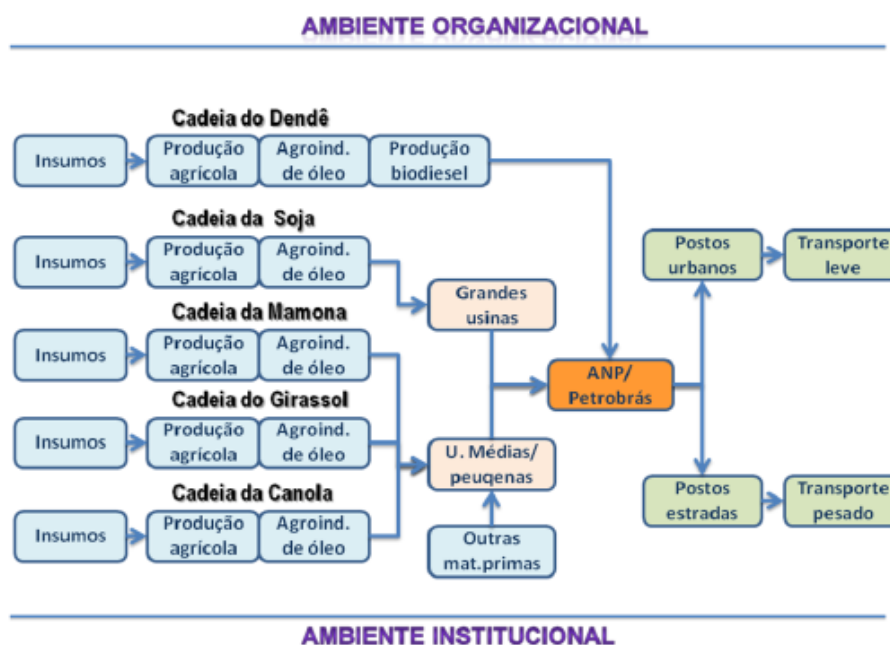 AMBIENTE ORGANIZACIONAL
Cadeia do Dendê
Insumos
Produção
agrícola
Agroind.
de óleo
Produção
biodiesel
Cadeia da Soja
Insumos
Produção
agrícola
Agroind.
de óleo
Grandes
usinas
Postos
urbanos
Transporte
leve
Cadeia da Mamona
Insumos
Produção
agrícola
Agroind.
de óleo
ANP/
Petrobrás
Cadeia do Girassol
Insumos
Produção
agrícola
Agroind.
de óleo
U. Médias/
peuqenas
Cadeia da Canola
Insumos
Produção
agrícola
Agroind.
de óleo
Outras
mat.primas
Postos
estradas
Transporte
pesado
AMBIENTE INSTITUCIONAL